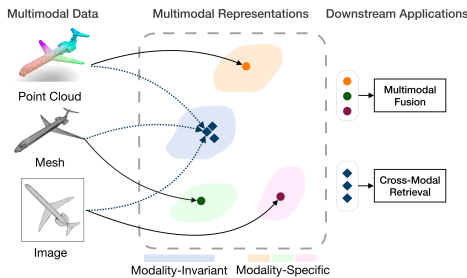 Multimodal Data
Multimodal Representations
Downstream Applications
Point Cloud
Mesh
Image
Multimodal
Fusion
Cross-Modal
Retrieval
Modality-Invariant
Modality-Specific